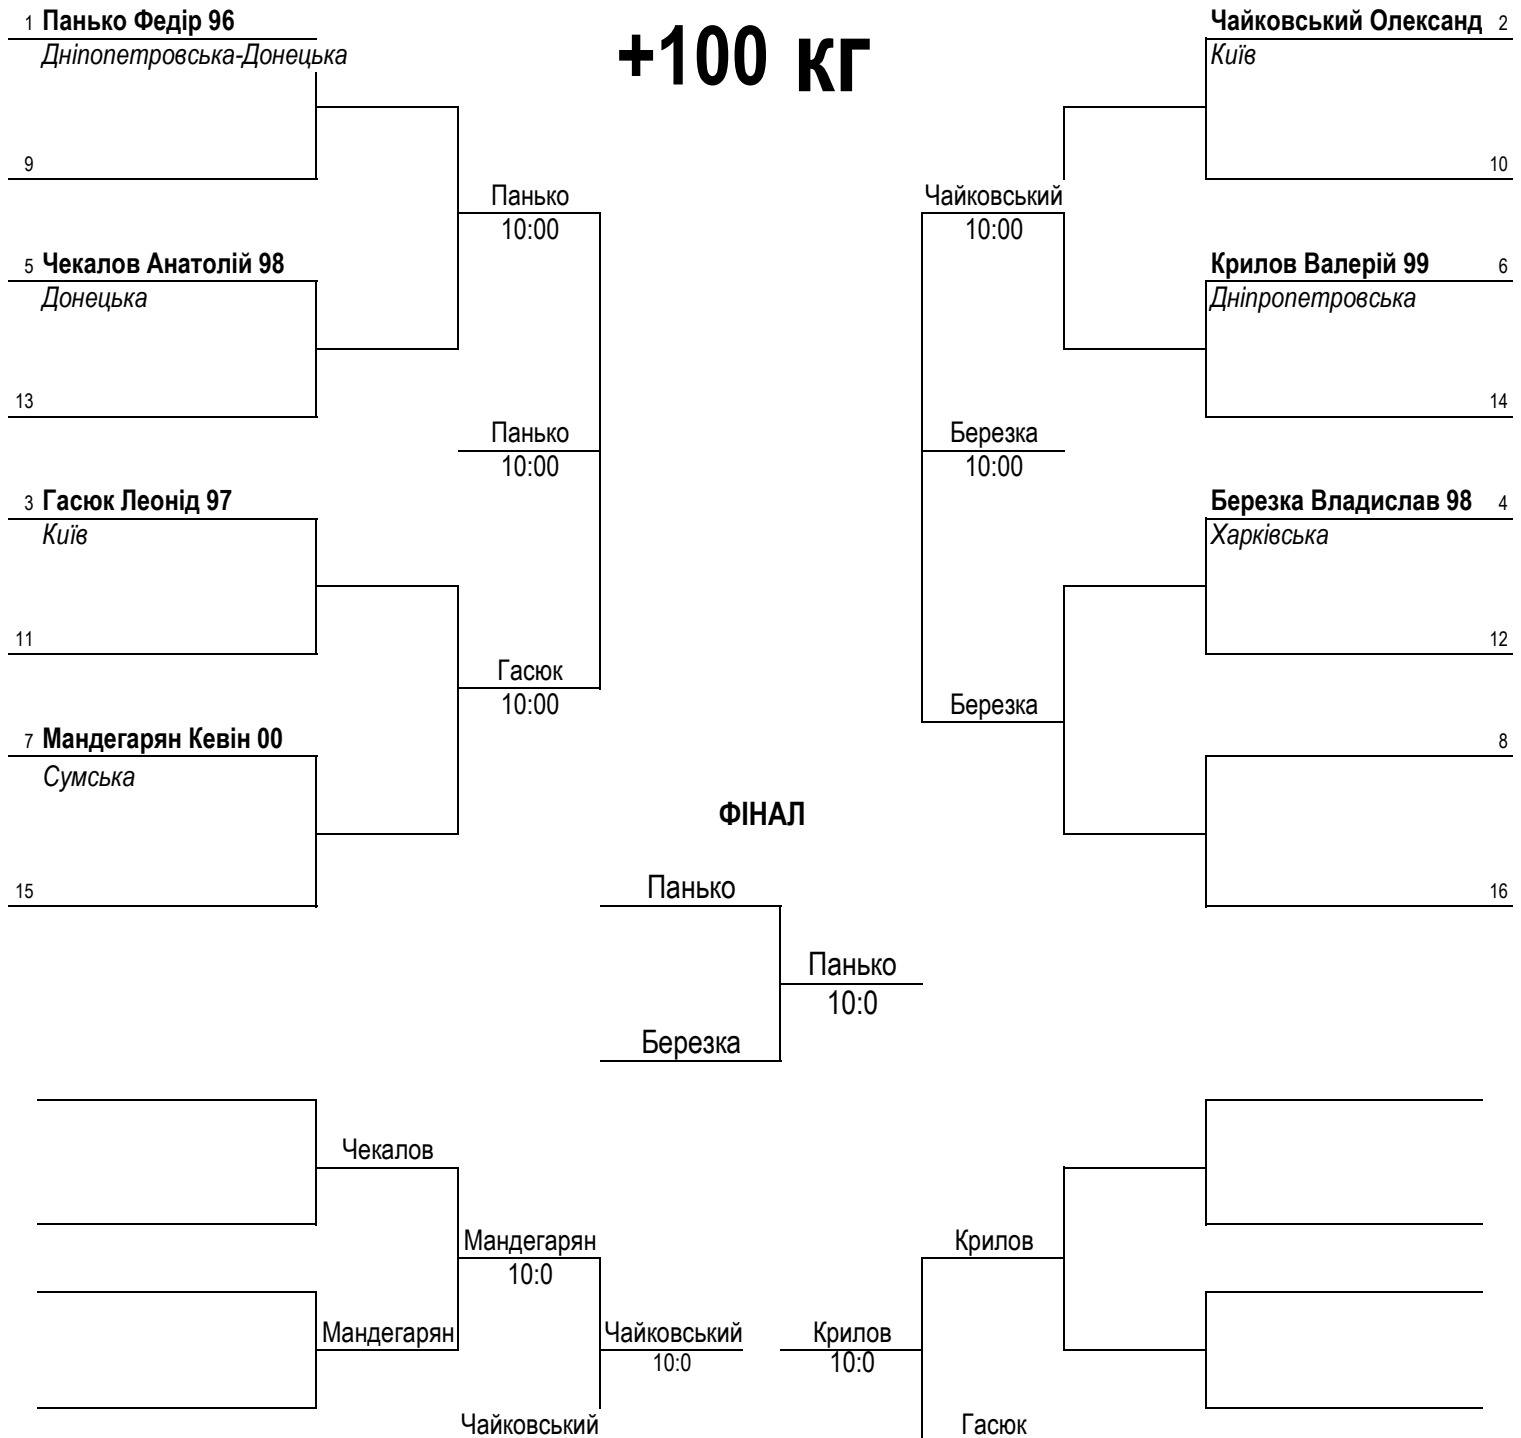 1 Панько Федір 96
Дніпопетровська-Донецька
+100 кг
Чайковський Олександ 2
Київ
9
10
Панько
10:00
Чайковський
10:00
5 Чекалов Анатолій 98
Донецька
Крилов Валерій 99 6
Дніпропетровська
13
14
Панько
10:00
Березка
10:00
3 Гасюк Леонід 97
Київ
Березка Владислав 98 4
Харківська
11
12
Гасюк
10:00
Березка
7 Мандегарян Кевін 00
Сумська
8
ФІНАЛ
15
Панько
16
Панько
10:0
Березка
Чекалов
Мандегарян
10:0
Крилов
Мандегарян
Чайковський
10:0
Крилов
10:0
Чайковський
Гасюк